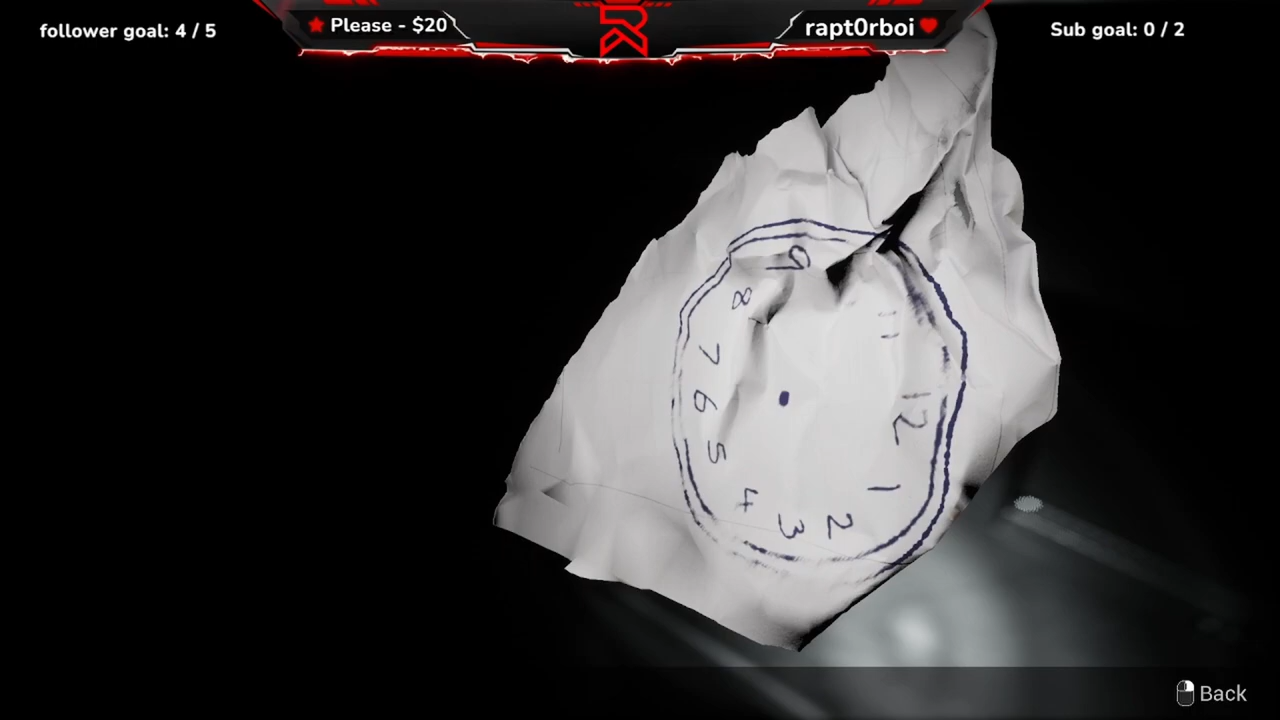 follower goal: 4 / 5
Please - $20
rapt0rboi
Sub goal: 0 / 2
9
8
11
7
6
12
5
4
1
3
2
Back